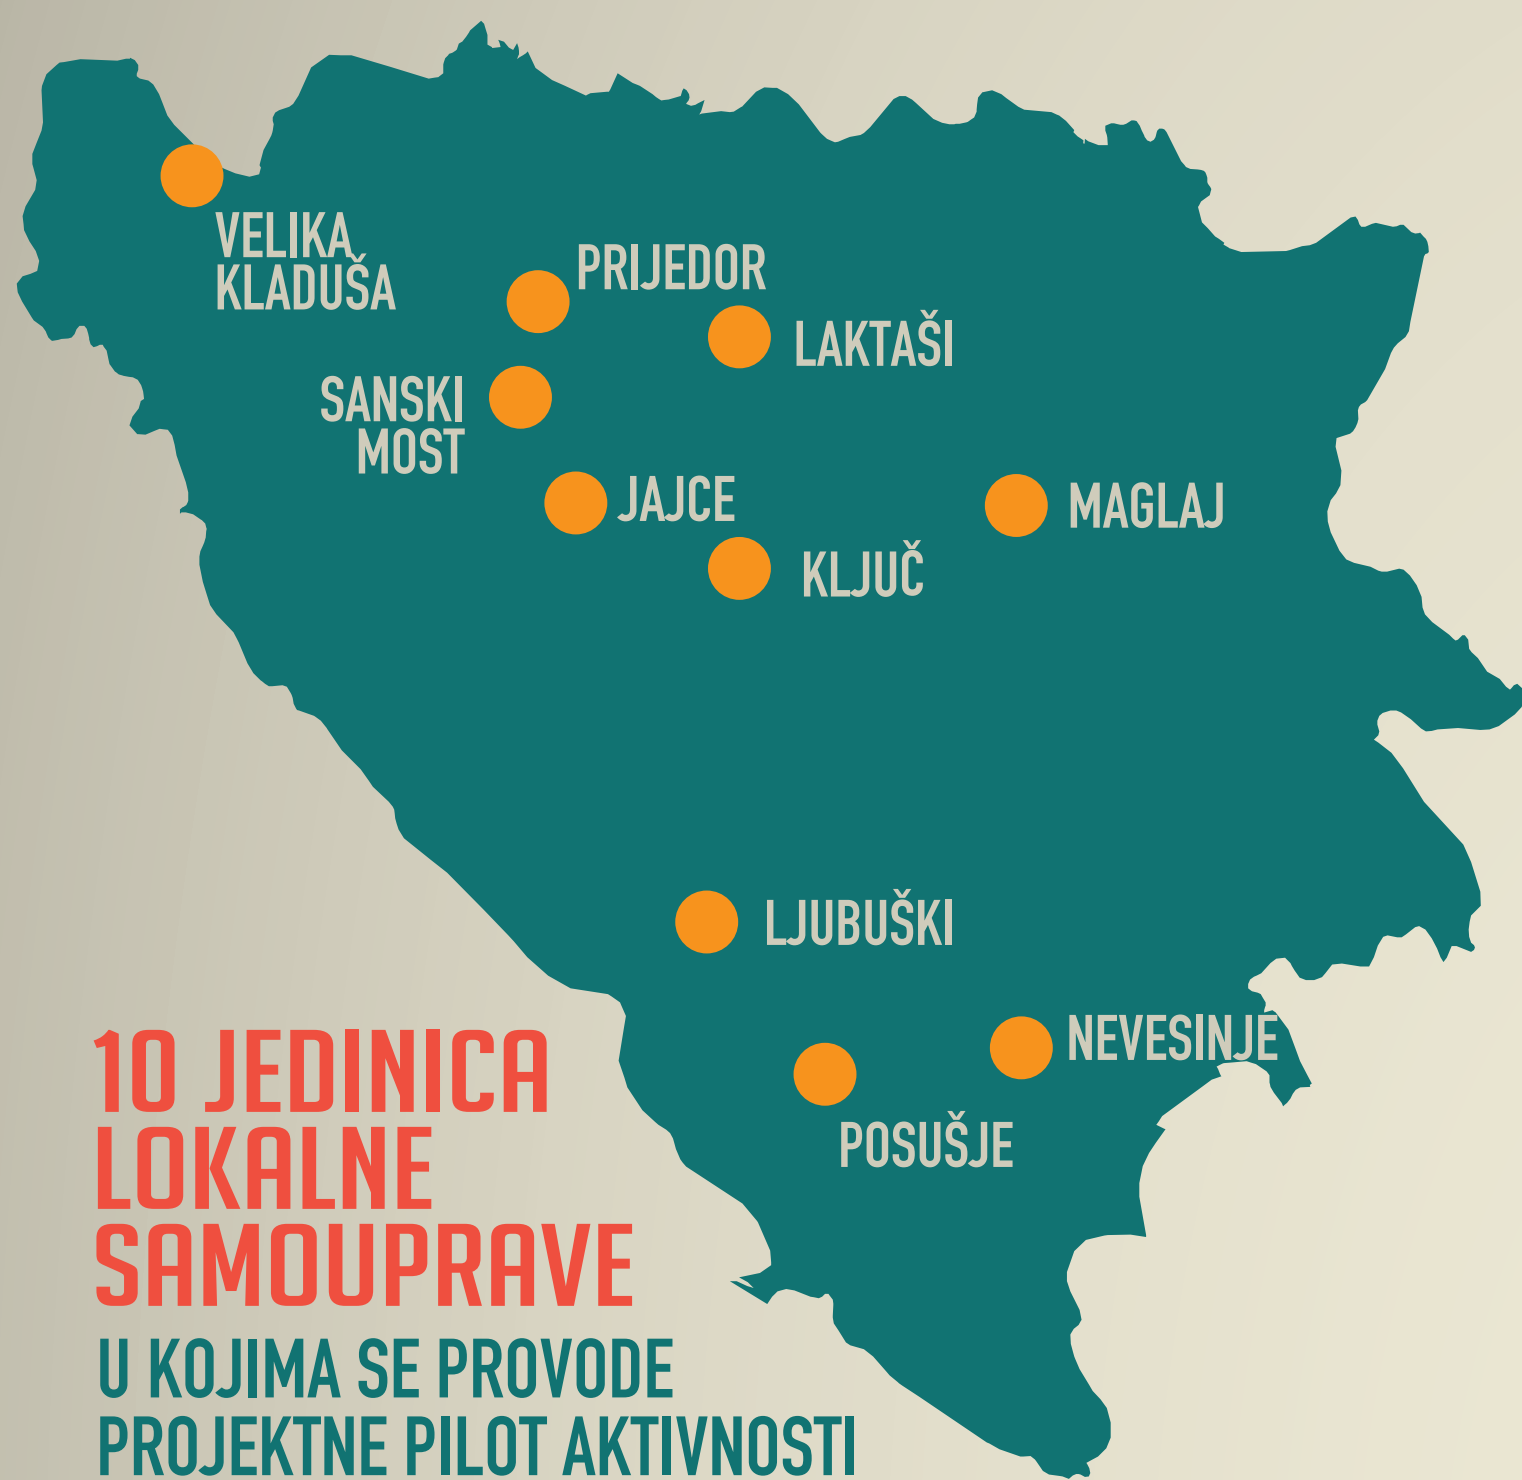 VELIKA
KLADUŠA
PRIJEDOR
LAKTAŠI
SANSKI
MOST
JAJCE
MAGLAJ
KLJUČ
LJUBUŠKI
NEVESINJE
POSUŠJE
10 JEDINICA
LOKALNE
SAMOUPRAVE
U KOJIMA SE PROVODE
PROJEKTNE PILOT AKTIVNOSTI